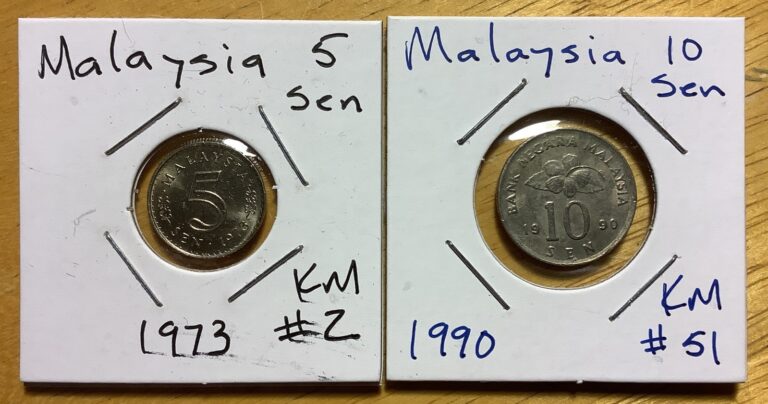 Malaysia 5
Sen
MALAYSIA
5
SEN
KM
1973 #2
Malaysia 10
Sen
BANK NEGARA MALAYSIA
10
19 90
SEN
KM
1990 #51